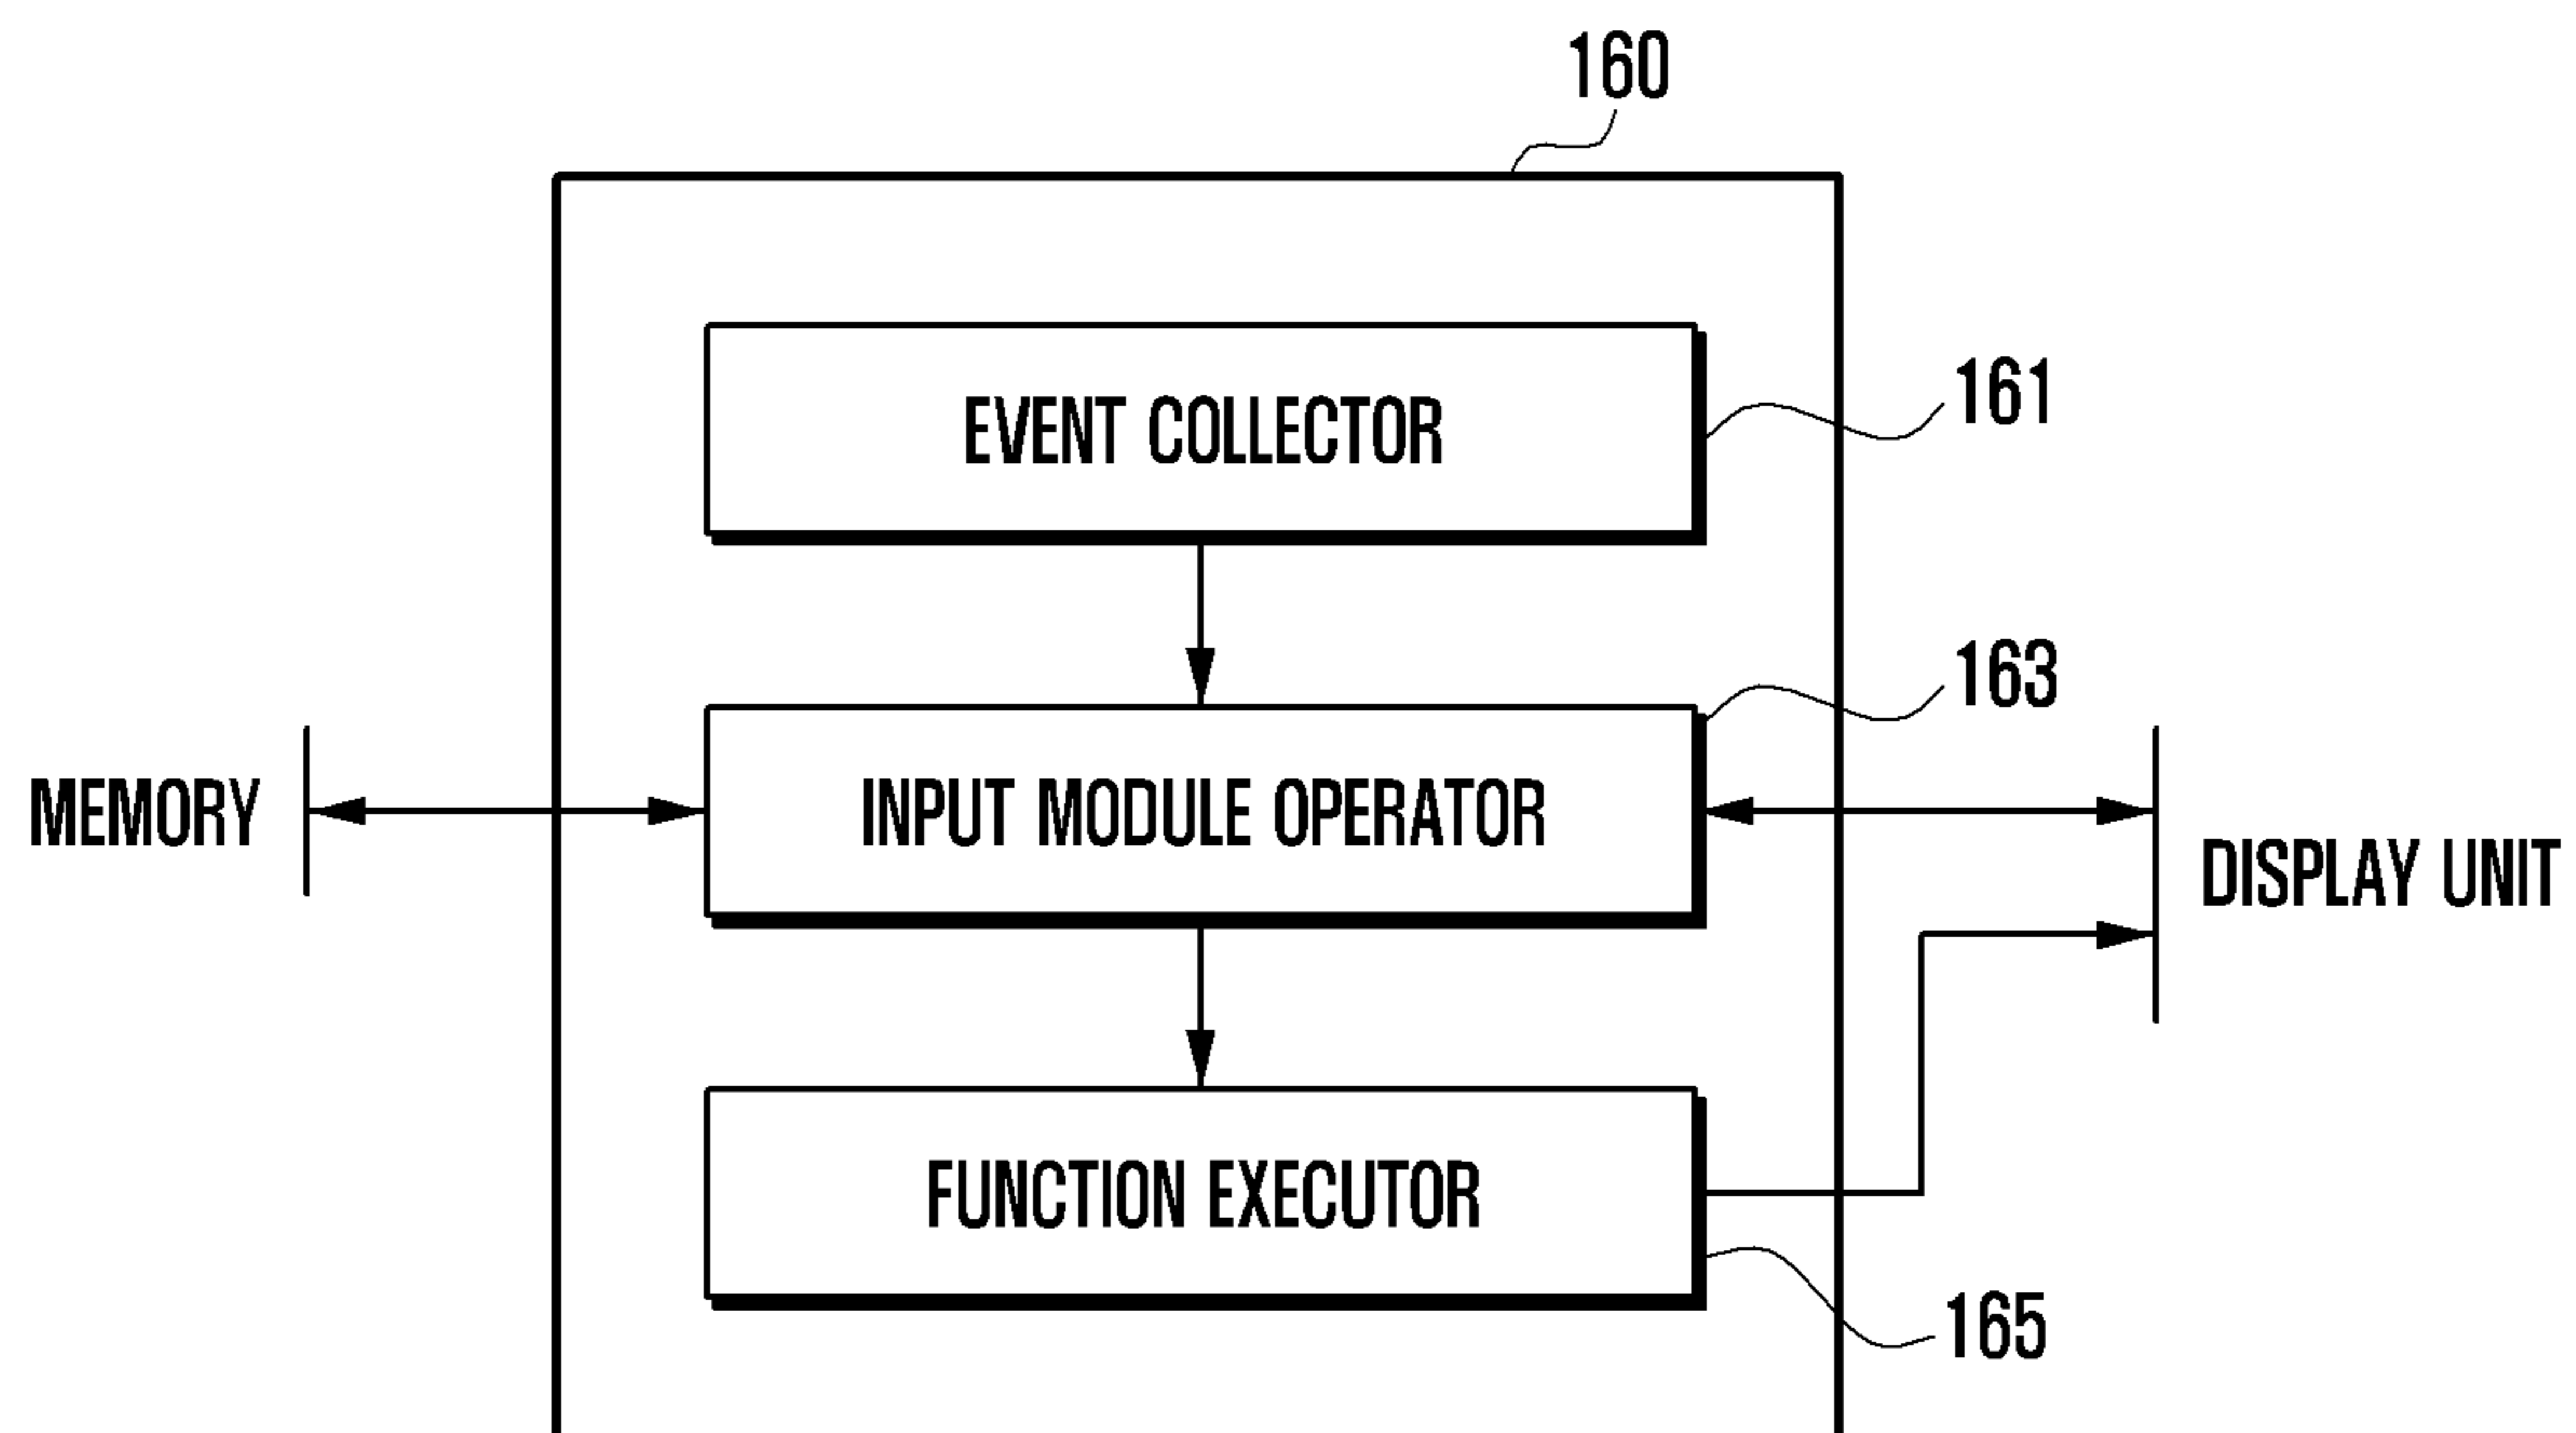 160
EVENT COLLECTOR
161
163
MEMORY
INPUT MODULE OPERATOR
DISPLAY UNIT
FUNCTION EXECUTOR
165